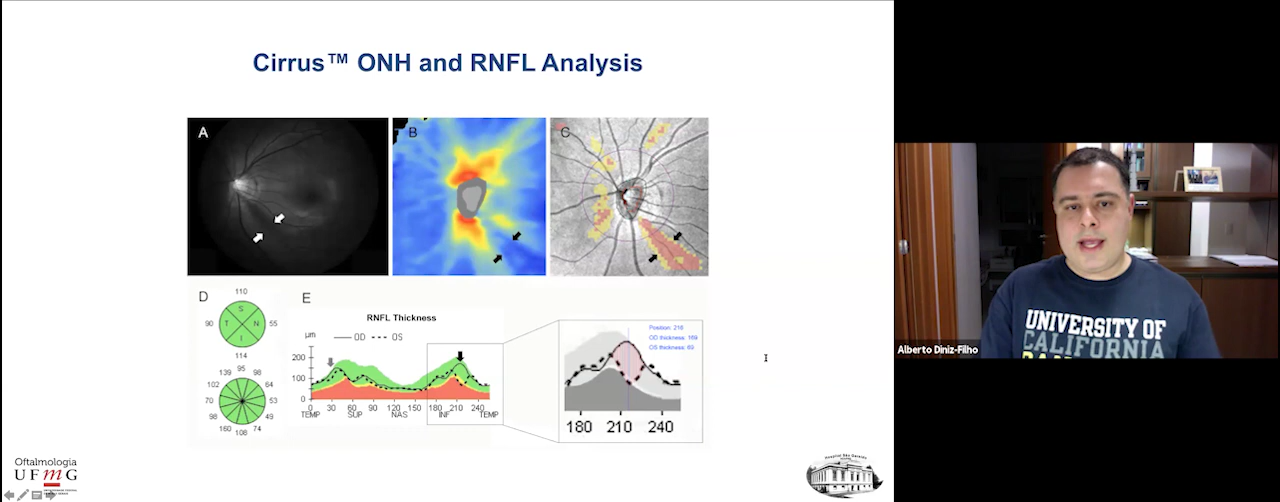 Cirrus™ ONH and RNFL Analysis
A
B
C
D
110
S
90
T
N
55
I
114
95
139
98
102
64
70
53
98
49
160
74
108
E
RNFL Thickness
µm
OD
OS
200
100
0
0 30 60 90 120 150 180 210 240
TEMP SUP NAS INF TEMP
Position: 218
OD thickness: 169
OS thickness: 69
180 210 240
Oftalmologia
UFmG
Hospital São Geraldo
UNIVERSITY OF
CALIFORNIA
Alberto Diniz-Filho